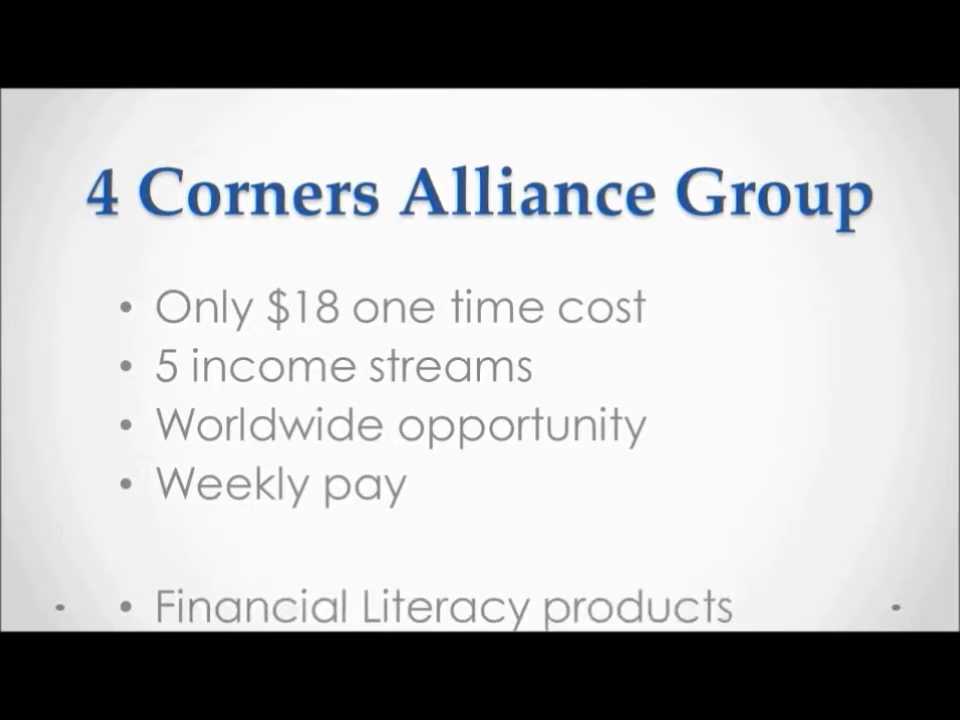 4 Corners Alliance Group
• Only $18 one time cost
• 5 income streams
• Worldwide opportunity
• Weekly pay
• Financial Literacy products